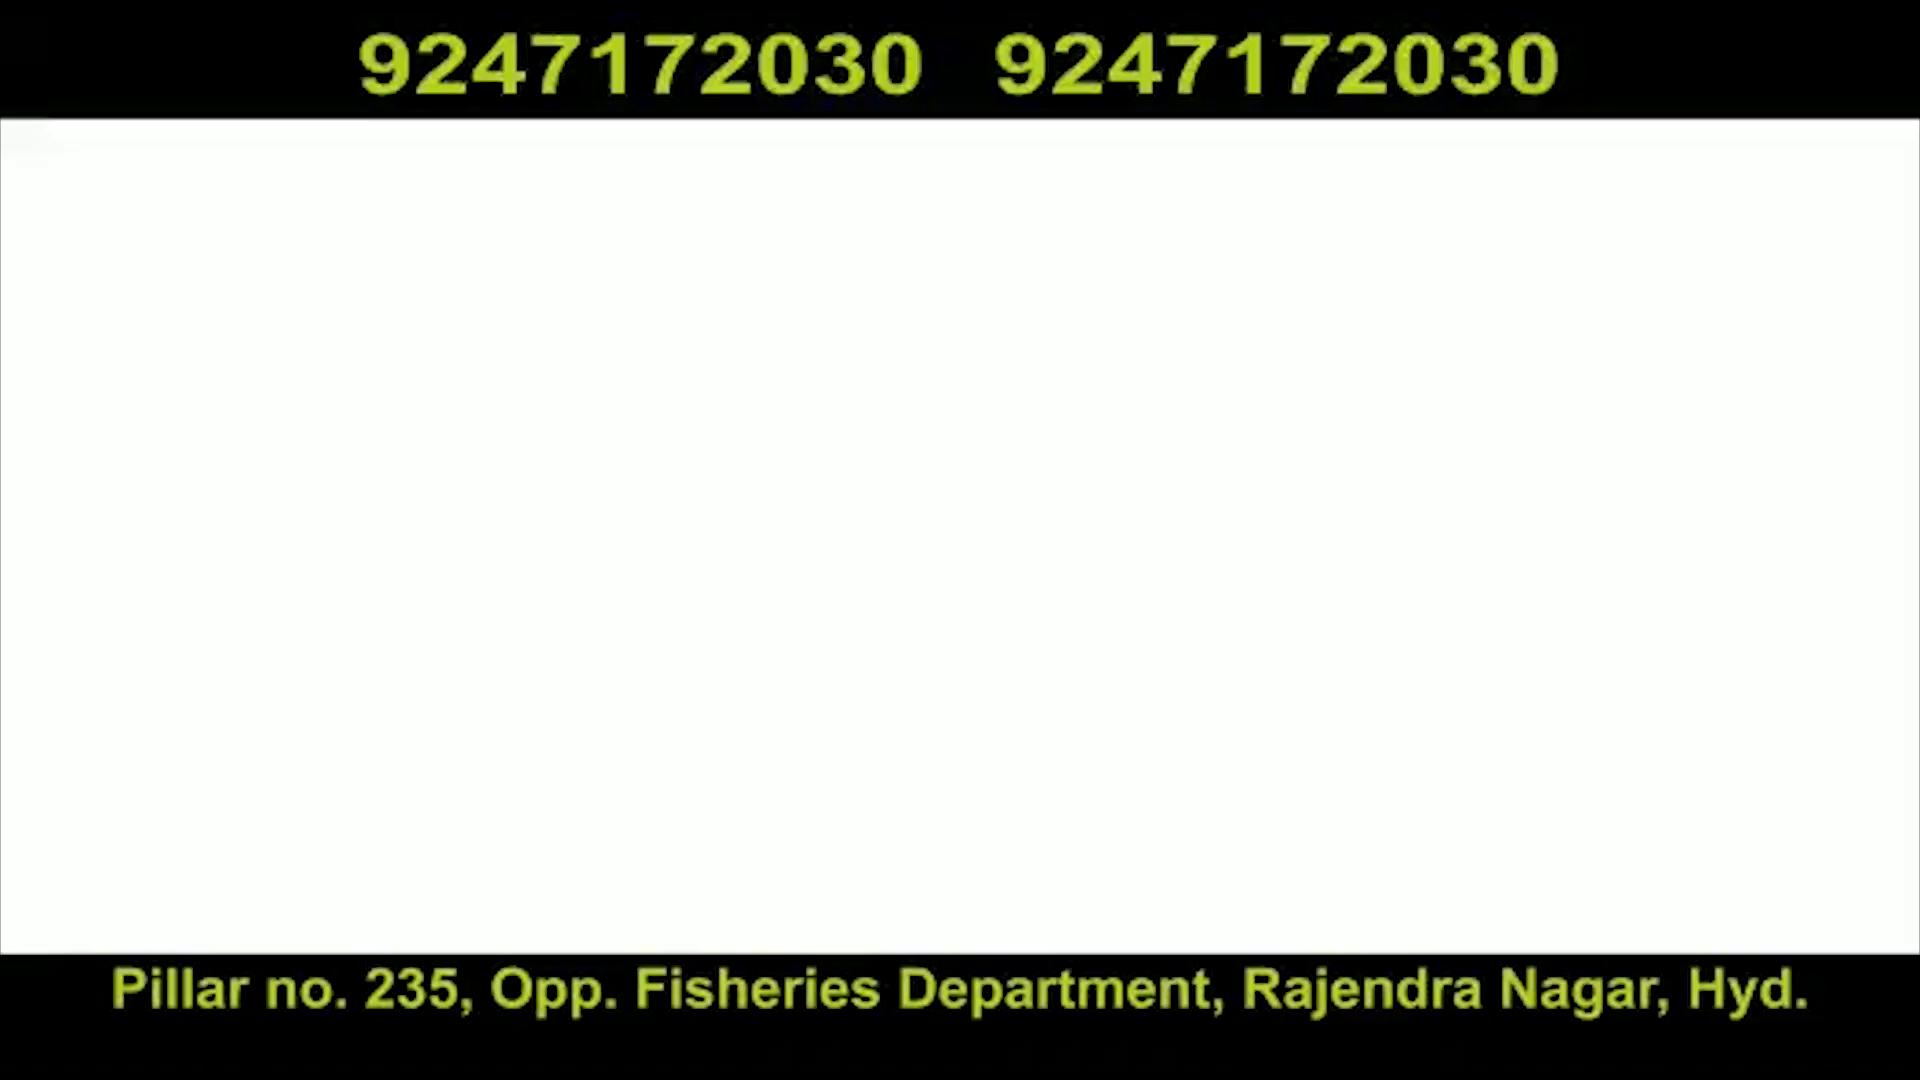 9247172030 9247172030
Pillar no. 235, Opp. Fisheries Department, Rajendra Nagar, Hyd.